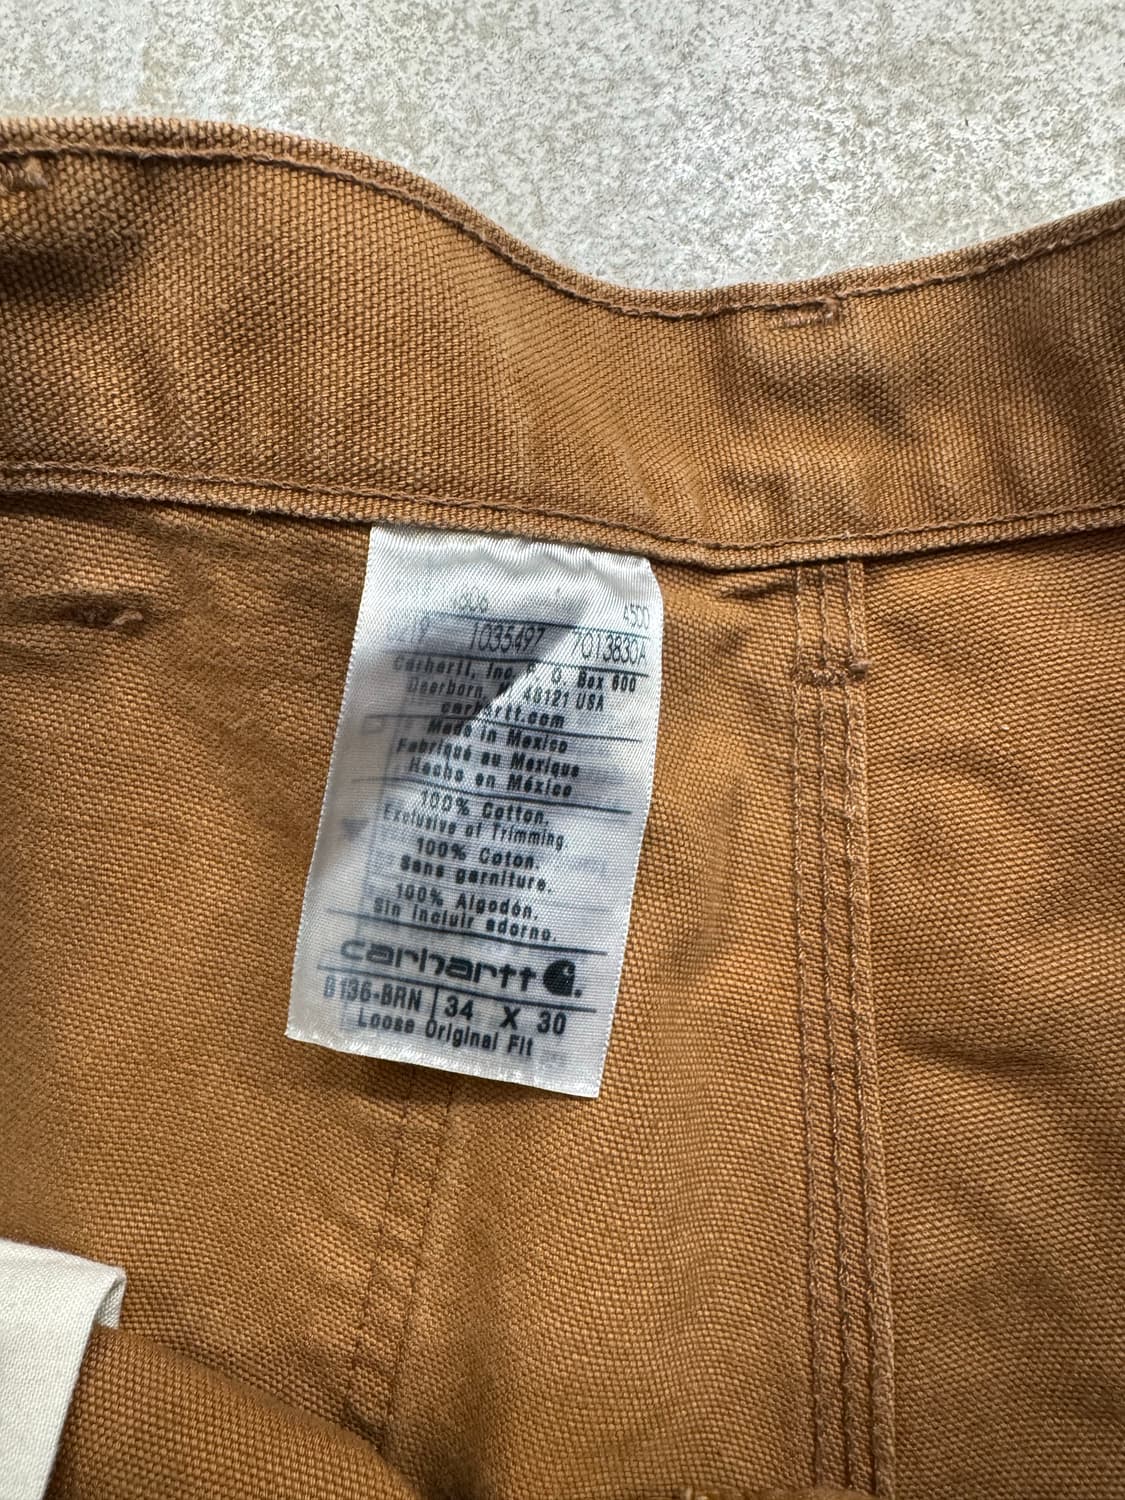 4500
1035497 7013830A
Carhartt, Inc. P O Box 600
Dearborn, MI 48121 USA
carhartt.com
Made in Mexico
Fabriqué au Mexique
Hecho en México
100% Cotton.
Exclusive of Trimming
100% Coton.
Sans garniture.
100% Algodón.
Sin incluir adorno.
carhartt
B136-BRN 34 X 30
Loose Original Fit